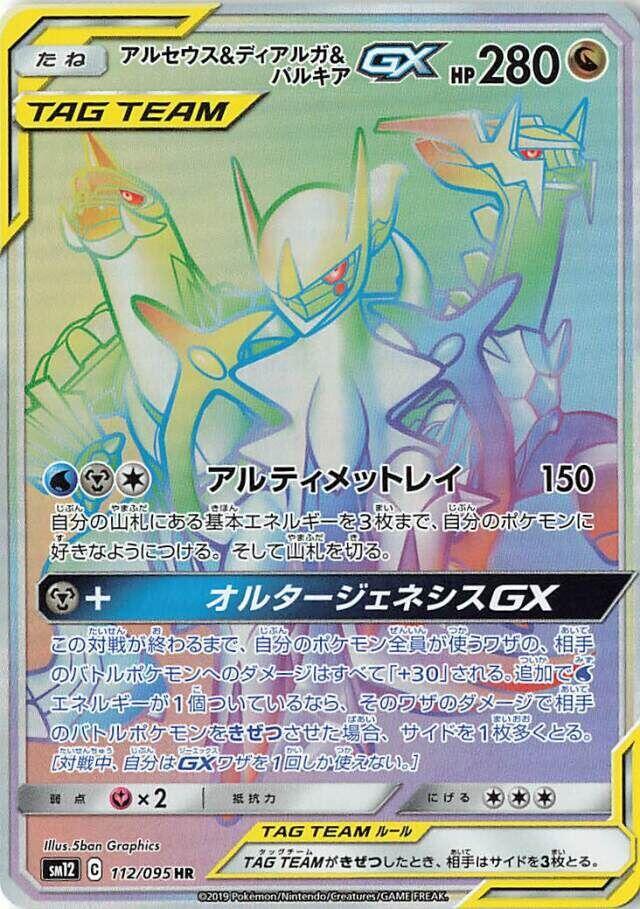 たね
アルセウス&ディアルガ&
パルキア
GX
HP 280
TAG TEAM
アルティメットレイ 150
自分の山札にある基本エネルギーを3枚まで、自分のポケモンに
好きなようにつける。そして山札を切る。
+ オルタージェネシスGX
この対戦が終わるまで、自分のポケモン全員が使うワザの、相手
のバトルポケモンへのダメージはすべて「+30」される。追加で
エネルギーが1個ついているなら、そのワザのダメージで相手
のバトルポケモンをきぜつさせた場合、サイドを1枚多くとる。
[対戦中、自分はGXワザを1回しか使えない。]
弱点 ×2 抵抗力 にげる
Illus.5ban Graphics
TAG TEAM ルール
TAG TEAMがきぜつしたとき、相手はサイドを3枚とる。
sm12 C 112/095 HR
©2019 Pokémon/Nintendo/Creatures/GAME FREAK.